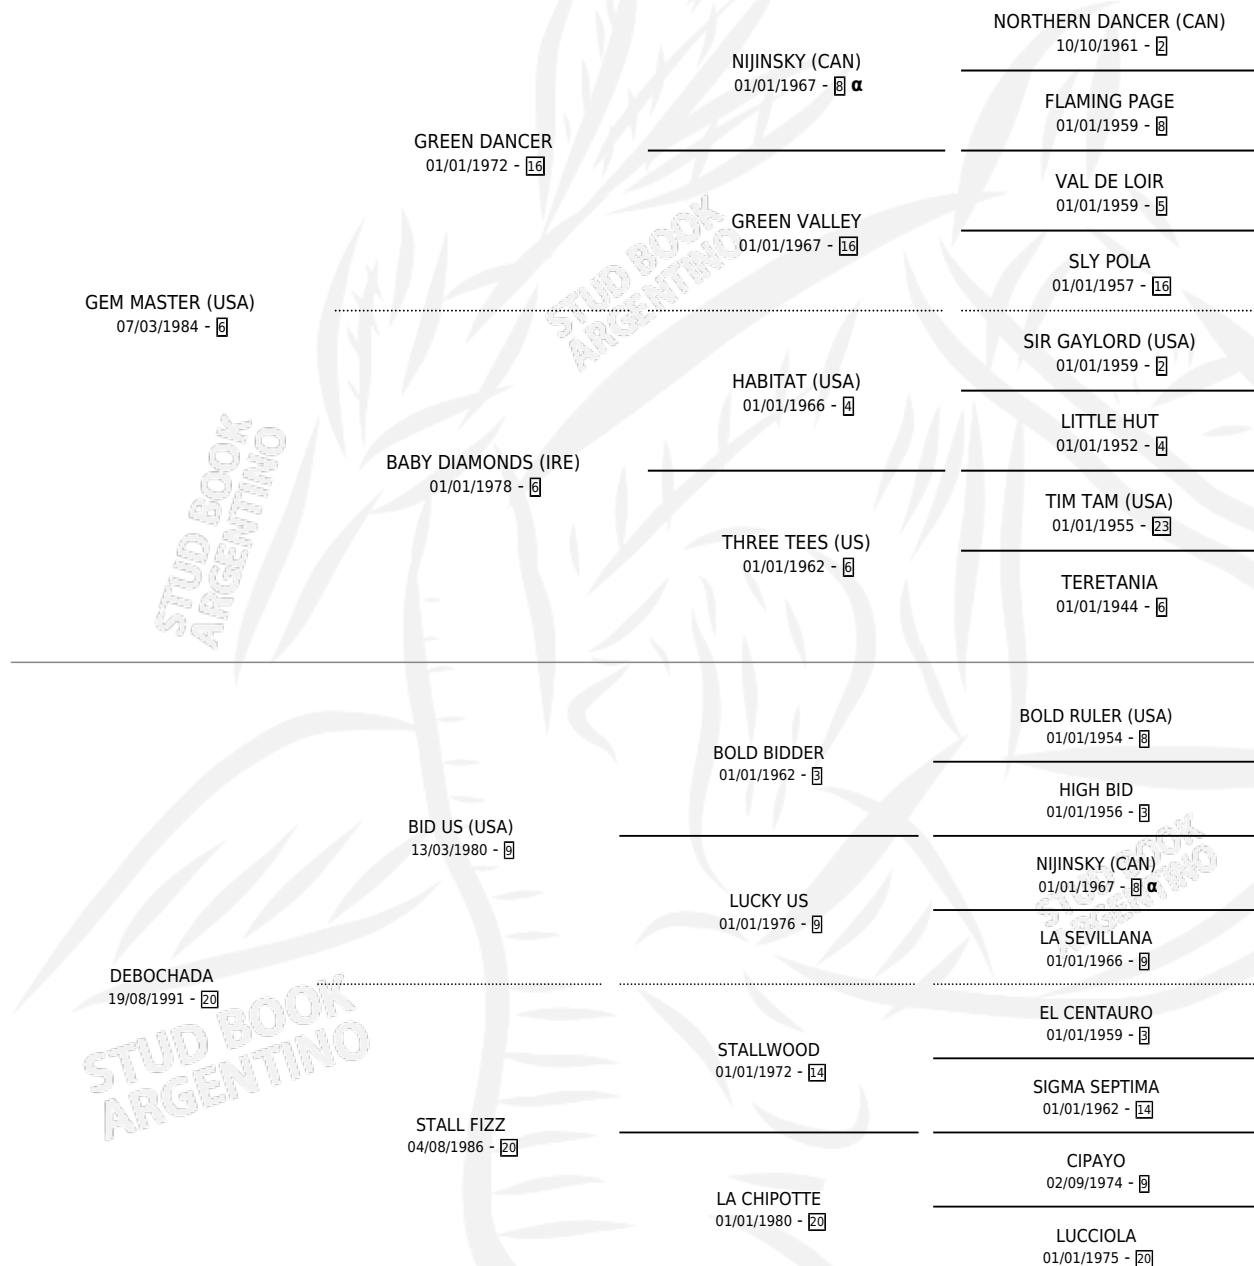 NORTHERN DANCER (CAN)
10/10/1961 - 2
NIJINSKY (CAN)
01/01/1967 - 8 α
FLAMING PAGE
01/01/1959 - 8
GREEN DANCER
01/01/1972 - 16
VAL DE LOIR
01/01/1959 - 5
GREEN VALLEY
01/01/1967 - 16
SLY POLA
01/01/1957 - 16
GEM MASTER (USA)
07/03/1984 - 6
STUD BOOK
ARGENTINO
SIR GAYLORD (USA)
01/01/1959 - 2
HABITAT (USA)
01/01/1966 - 4
LITTLE HUT
01/01/1952 - 4
BABY DIAMONDS (IRE)
01/01/1978 - 6
TIM TAM (USA)
01/01/1955 - 23
THREE TEES (US)
01/01/1962 - 6
TERETANIA
01/01/1944 - 6
STUD BOOK
ARGENTINO
BOLD RULER (USA)
01/01/1954 - 8
BOLD BIDDER
01/01/1962 - 3
HIGH BID
01/01/1956 - 3
BID US (USA)
13/03/1980 - 9
NIJINSKY (CAN)
01/01/1967 - 8 α
STUD BOOK
ARGENTINO
LUCKY US
01/01/1976 - 9
LA SEVILLANA
01/01/1966 - 9
DEBOCHADA
19/08/1991 - 20
STUD BOOK
ARGENTINO
EL CENTAURO
01/01/1959 - 3
STALLWOOD
01/01/1972 - 14
SIGMA SEPTIMA
01/01/1962 - 14
STALL FIZZ
04/08/1986 - 20
CIPAYO
02/09/1974 - 9
LA CHIPOTTE
01/01/1980 - 20
LUCCIOLA
01/01/1975 - 20